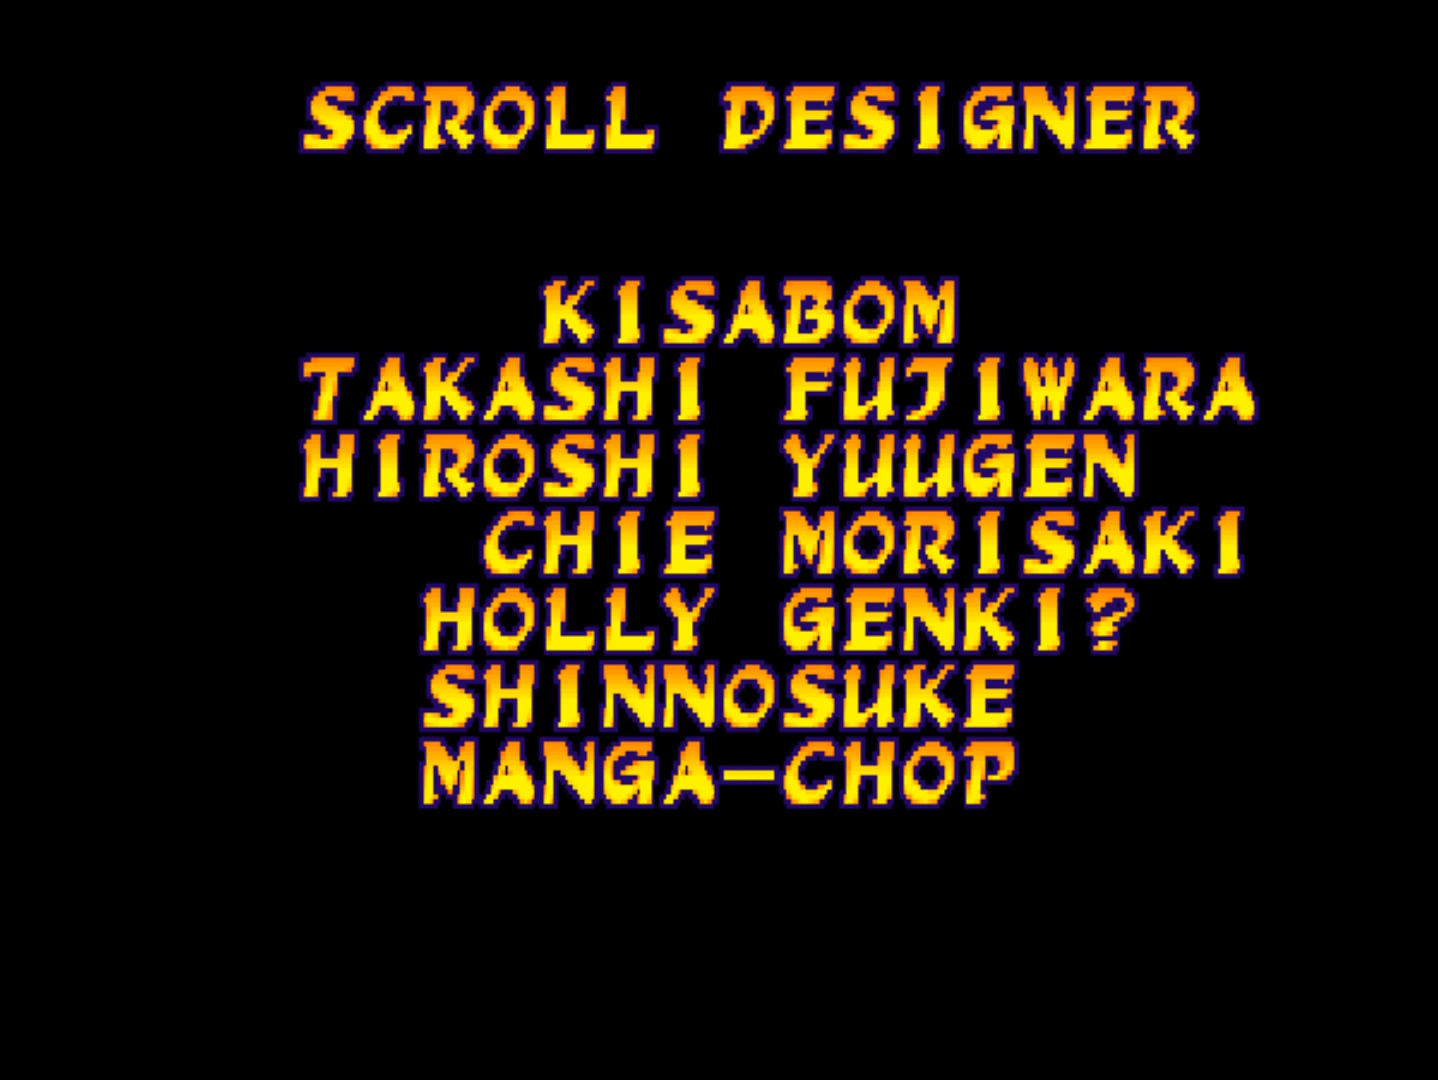 SCROLL DESIGNER
KISABOM
TAKASHI FUJIWARA
HIROSHI YUUGEN
CHIE MORISAKI
HOLLY GENKI?
SHINNOSUKE
MANGA-CHOP